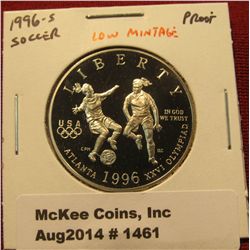 1996-S
SOCCER
LOW MINTAGE
PROOF
LIBERTY
USA
IN GOD
WE TRUST
ATLANTA 1996 XXVI OLYMPIAD
McKee Coins, Inc
Aug2014 # 1461